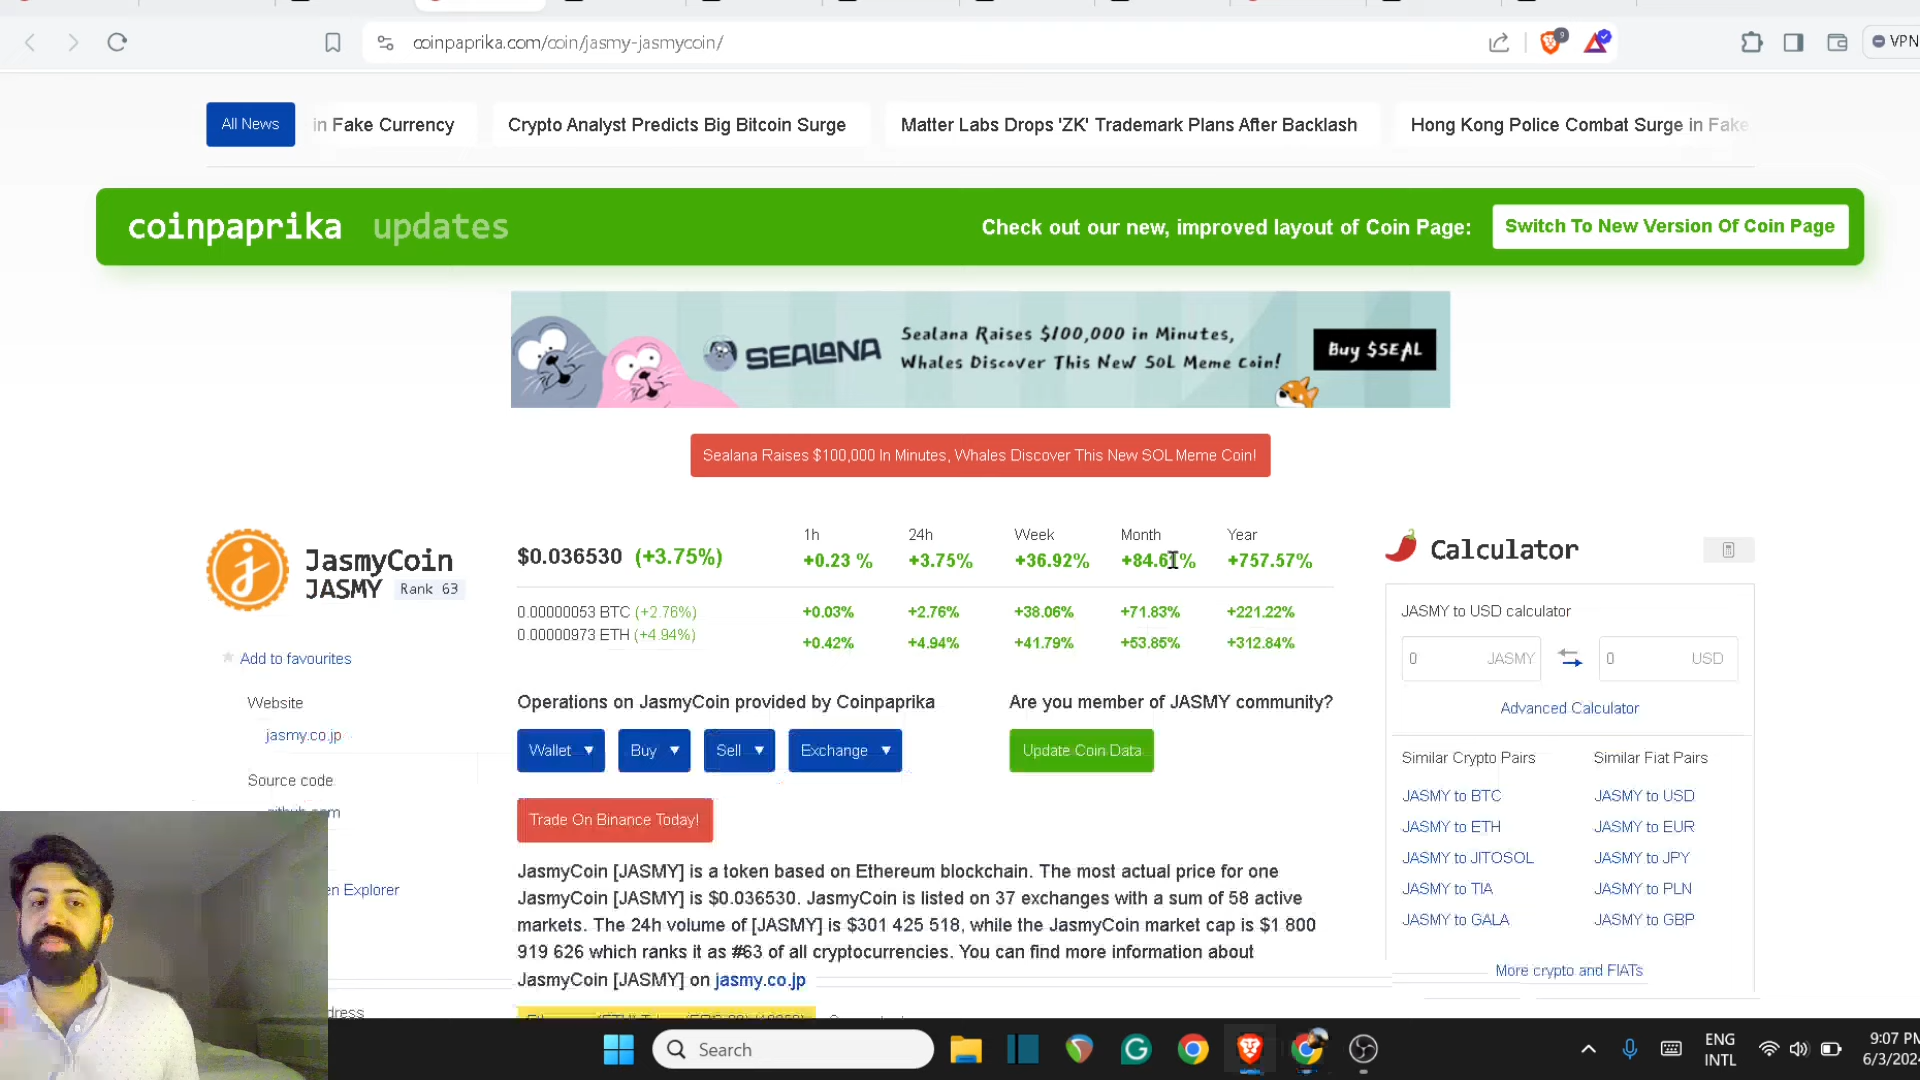 coinpaprika.com/coin/jasmy-jasmycoin/
9
VPN
All News
in Fake Currency
Crypto Analyst Predicts Big Bitcoin Surge
Matter Labs Drops 'ZK' Trademark Plans After Backlash
Hong Kong Police Combat Surge in Fake
coinpaprika updates
Check out our new, improved layout of Coin Page:
Switch To New Version Of Coin Page
SEALANA
Sealana Raises $100,000 in Minutes,
Whales Discover This New SOL Meme Coin!
Buy $SEAL
Sealana Raises $100,000 In Minutes, Whales Discover This New SOL Meme Coin!
JasmyCoin
JASMY Rank 63
Add to favourites
Website
jasmy.co.jp
Source code
github.com
en Explorer
dress
$0.036530 (+3.75%)
1h 24h Week Month Year
+0.23 % +3.75% +36.92% +757.57%
0.00000053 BTC (+2.76%) +0.03% +2.76% +38.06% +71.83% +221.22%
0.00000973 ETH (+4.94%) +0.42% +4.94% +41.79% +53.85% +312.84%
Operations on JasmyCoin provided by Coinpaprika
Wallet Buy Sell Exchange
Are you member of JASMY community?
Update Coin Data
Trade On Binance Today!
JasmyCoin [JASMY] is a token based on Ethereum blockchain. The most actual price for one
JasmyCoin [JASMY] is $0.036530. JasmyCoin is listed on 37 exchanges with a sum of 58 active
markets. The 24h volume of [JASMY] is $301 425 518, while the JasmyCoin market cap is $1 800
919 626 which ranks it as #63 of all cryptocurrencies. You can find more information about
JasmyCoin [JASMY] on jasmy.co.jp
Calculator
JASMY to USD calculator
0 JASMY 0 USD
Advanced Calculator
Similar Crypto Pairs Similar Fiat Pairs
JASMY to BTC JASMY to USD
JASMY to ETH JASMY to EUR
JASMY to JITOSOL JASMY to JPY
JASMY to TIA JASMY to PLN
JASMY to GALA JASMY to GBP
More crypto and FIATs
Search
ENG
INTL
9:07 PM
6/3/202